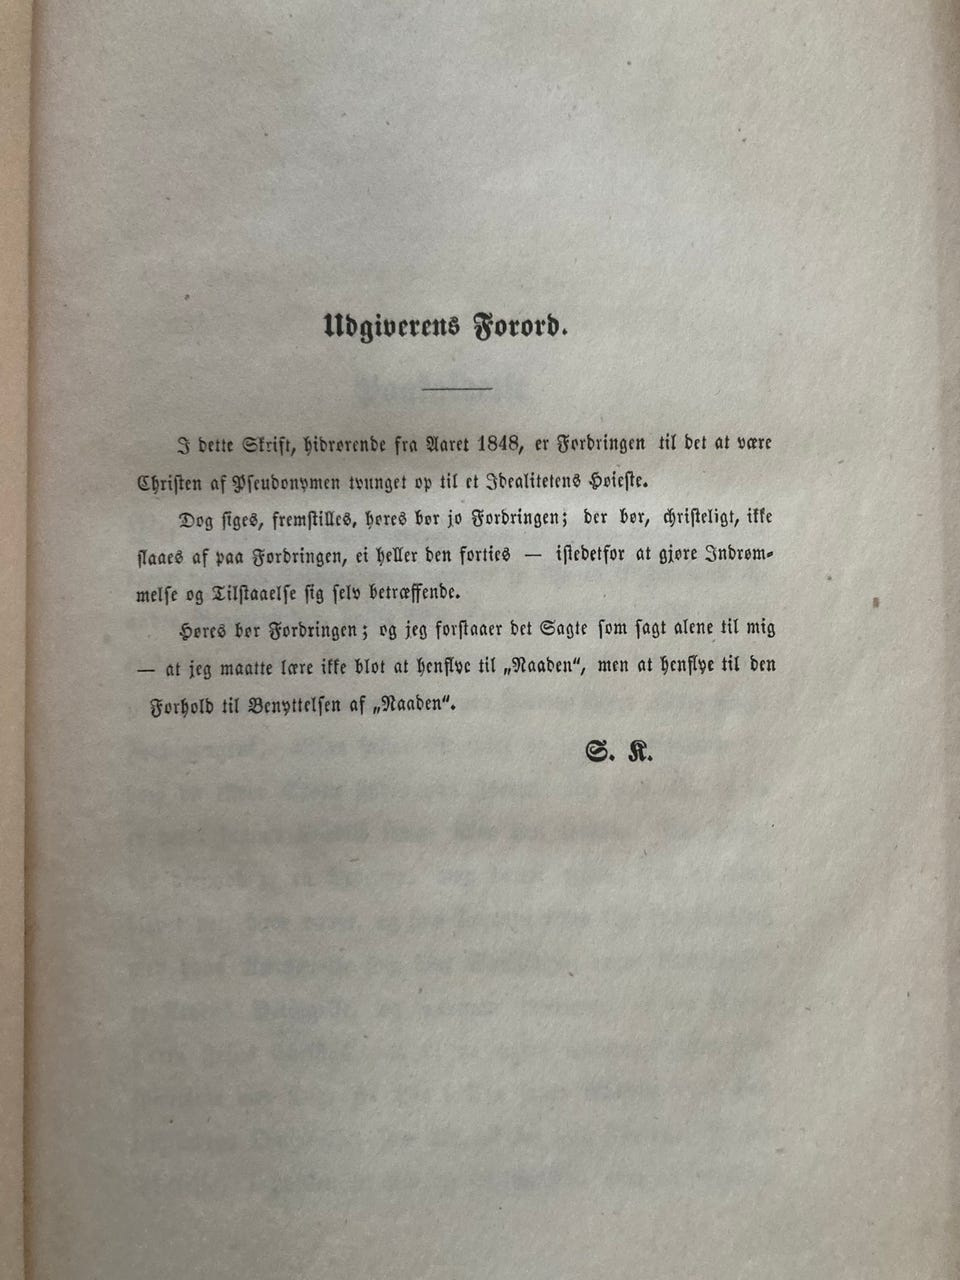 Udgiverens Forord.
I dette Skrift, hidrørende fra Aaret 1848, er Fordringen til det at være
Christen af Pseudonymen tvunget op til et Idealitetens Høieste.
Dog siges, fremstilles, høres bør jo Fordringen; der bør, christeligt, ikke
slaaes af paa Fordringen, ei heller den forties — istedetfor at gjøre Indrøm-
melse og Tilstaaelse sig selv betræffende.
Høres bør Fordringen; og jeg forstaaer det Sagte som sagt alene til mig
— at jeg maatte lære ikke blot at henflye til „Naaden“, men at henflye til den
Forhold til Benyttelsen af „Naaden“.
S. K.